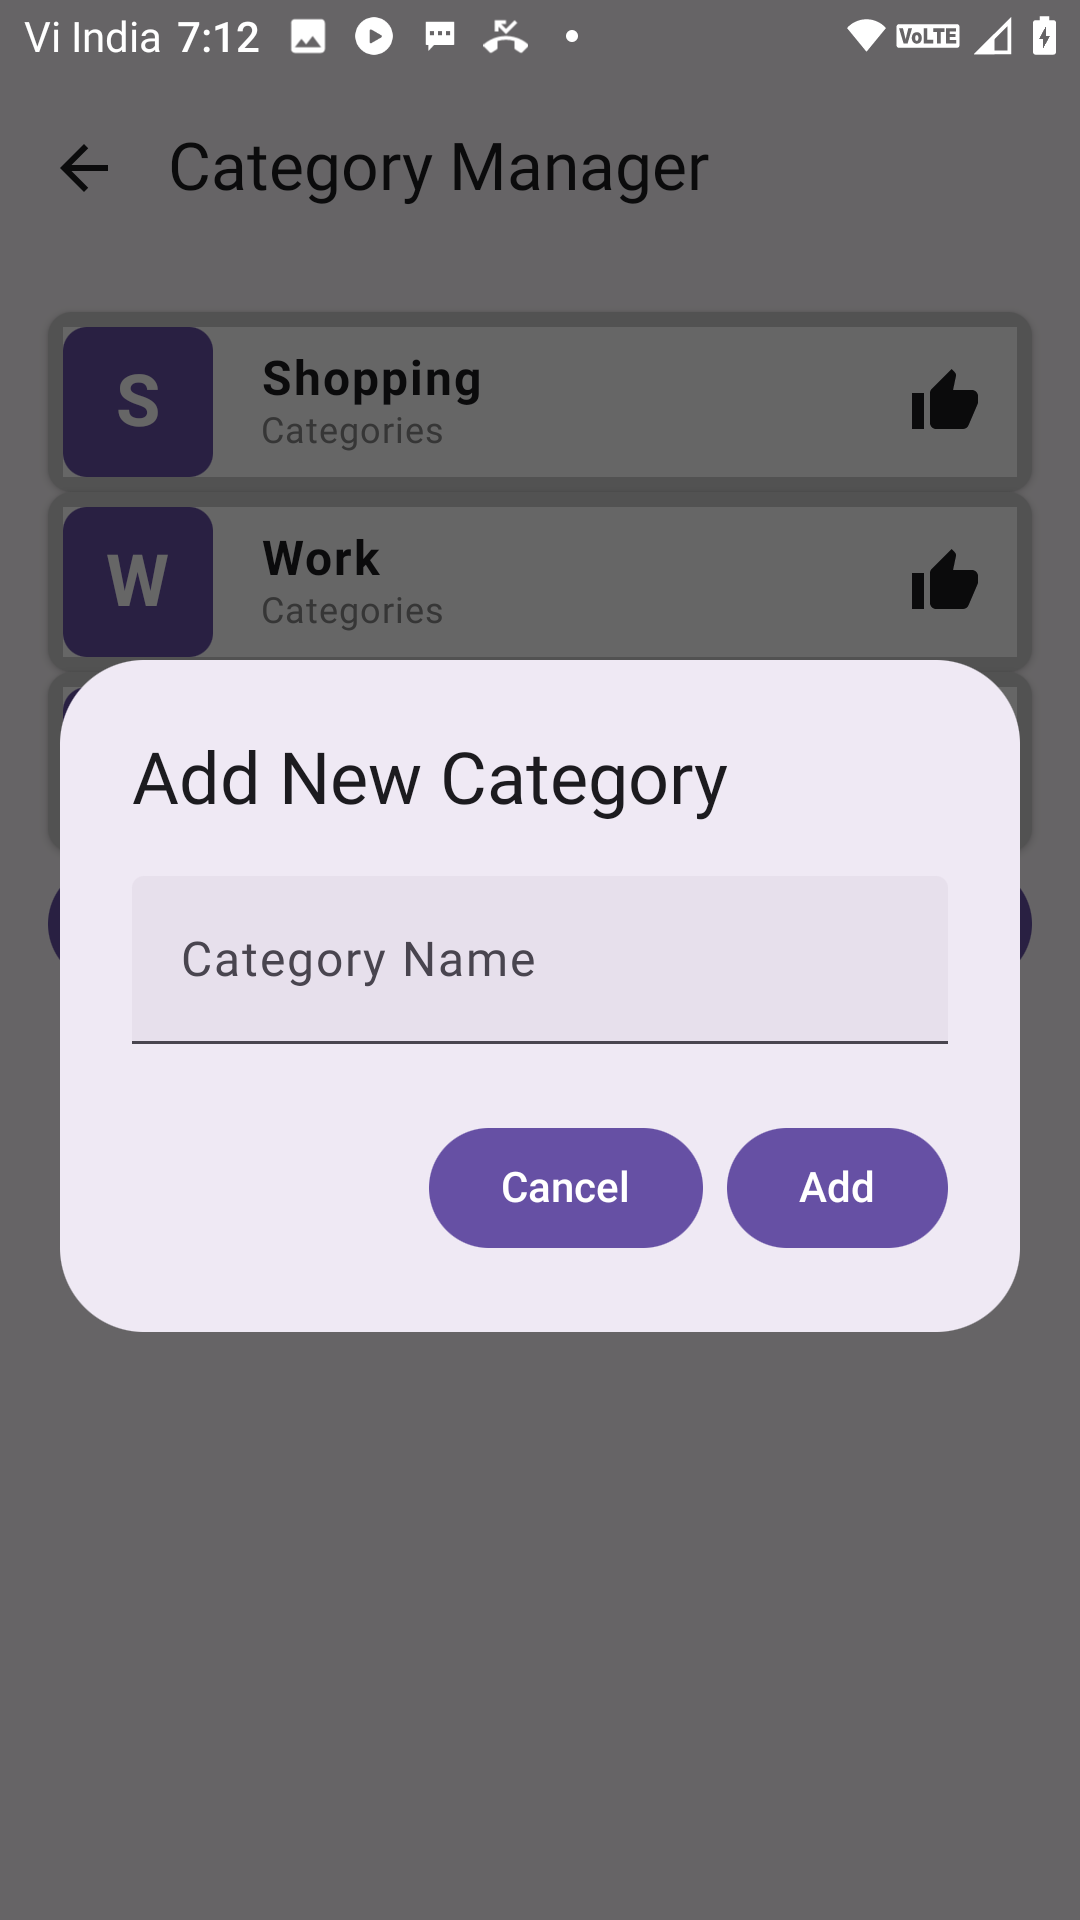 Vi India 7:12 VoLTE
Category Manager
S
Shopping
Categories
W
Work
Categories
Add New Category
Category Name
Cancel Add